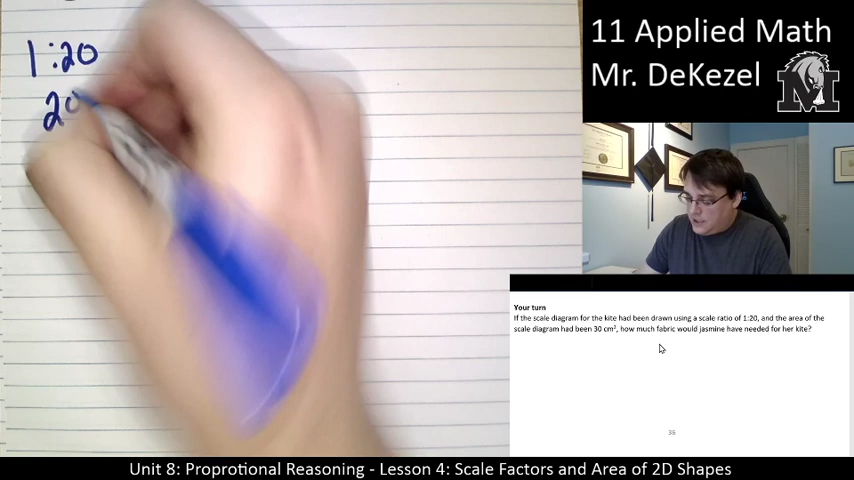 1:20
20
11 Applied Math
Mr. DeKezel
M
Your turn
If the scale diagram for the kite had been drawn using a scale ratio of 1:20, and the area of the
scale diagram had been 30 cm², how much fabric would jasmine have needed for her kite?
Unit 8: Proprotional Reasoning - Lesson 4: Scale Factors and Area of 2D Shapes